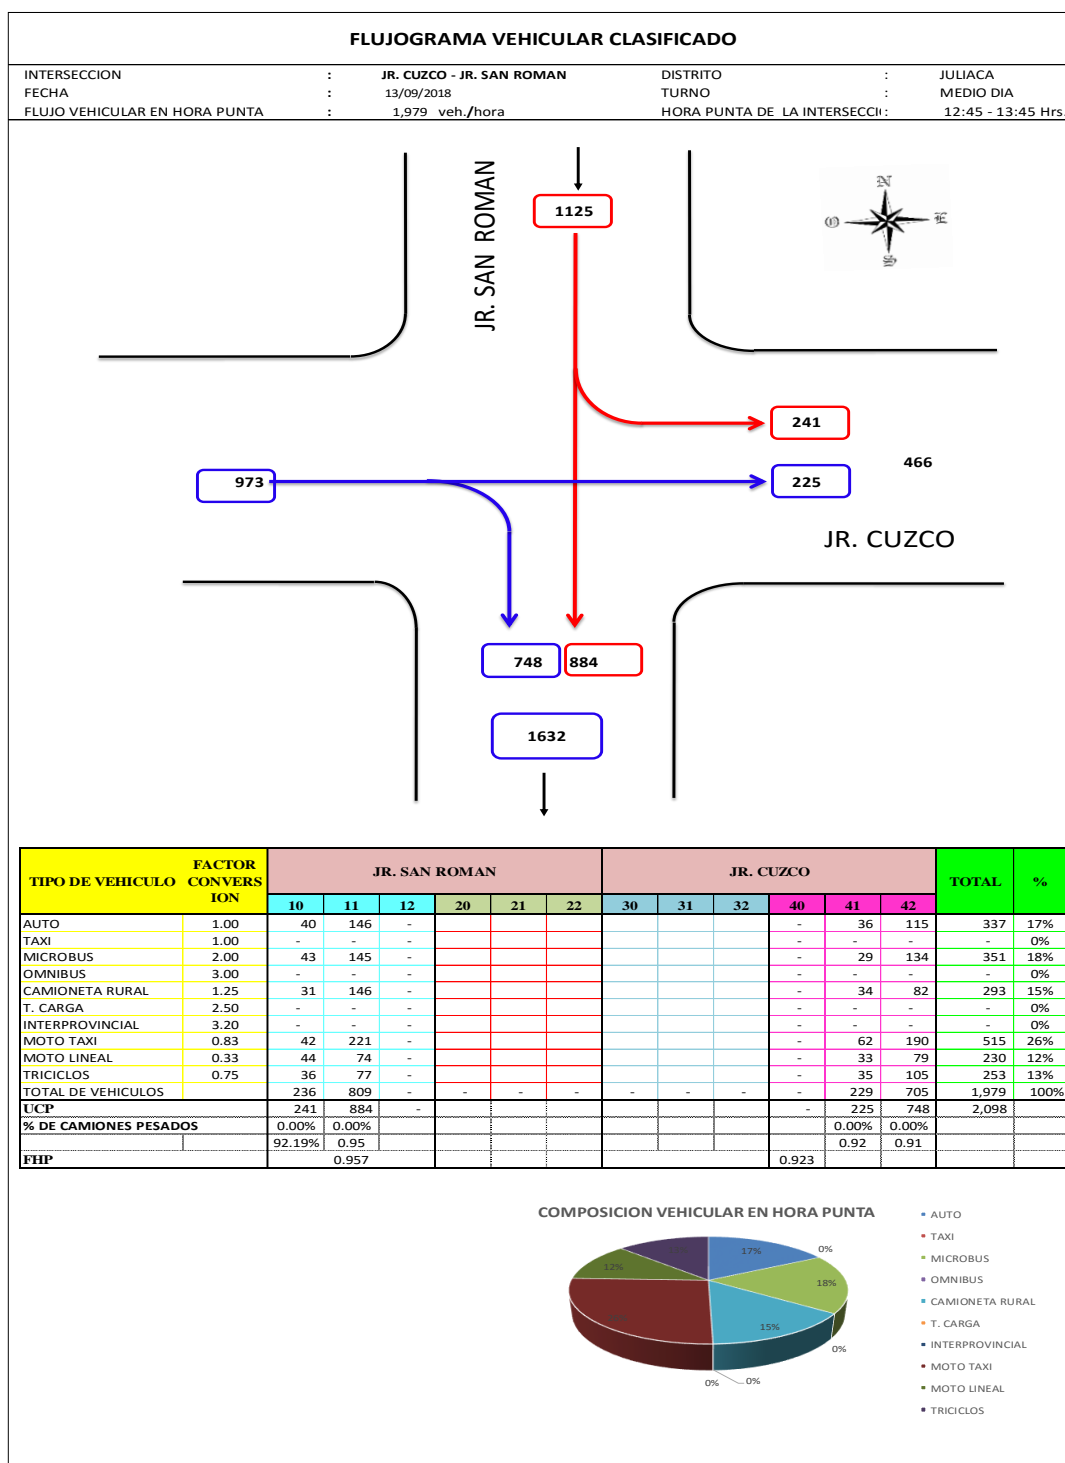 FLUJOGRAMA VEHICULAR CLASIFICADO
INTERSECCION : JR. CUZCO - JR. SAN ROMAN DISTRITO : JULIACA
FECHA : 13/09/2018 TURNO : MEDIO DIA
FLUJO VEHICULAR EN HORA PUNTA : 1,979 veh./hora HORA PUNTA DE LA INTERSECCI : 12:45 - 13:45 Hrs.
JR. SAN ROMAN
1125
N
O E
S
241
466
973
225
JR. CUZCO
748 884
1632
TIPO DE VEHICULO FACTOR CONVERS ION JR. SAN ROMAN JR. CUZCO TOTAL %
10 11 12 20 21 22 30 31 32 40 41 42
AUTO 1.00 40 146 - - 36 115 337 17%
TAXI 1.00 - - - - - - - 0%
MICROBUS 2.00 43 145 - - 29 134 351 18%
OMNIBUS 3.00 - - - - - - - 0%
CAMIONETA RURAL 1.25 31 146 - - 34 82 293 15%
T. CARGA 2.50 - - - - - - - 0%
INTERPROVINCIAL 3.20 - - - - - - - 0%
MOTO TAXI 0.83 42 221 - - 62 190 515 26%
MOTO LINEAL 0.33 44 74 - - 33 79 230 12%
TRICICLOS 0.75 36 77 - - 35 105 253 13%
TOTAL DE VEHICULOS 236 809 - - - - - - - - 229 705 1,979 100%
UCP 241 884 - - 225 748 2,098
% DE CAMIONES PESADOS 0.00% 0.00% 0.00% 0.00%
92.19% 0.95 0.92 0.91
FHP 0.957 0.923
COMPOSICION VEHICULAR EN HORA PUNTA
17%
0%
18%
0%
15%
0%
0%
12%
AUTO
TAXI
MICROBUS
OMNIBUS
CAMIONETA RURAL
T. CARGA
INTERPROVINCIAL
MOTO TAXI
MOTO LINEAL
TRICICLOS